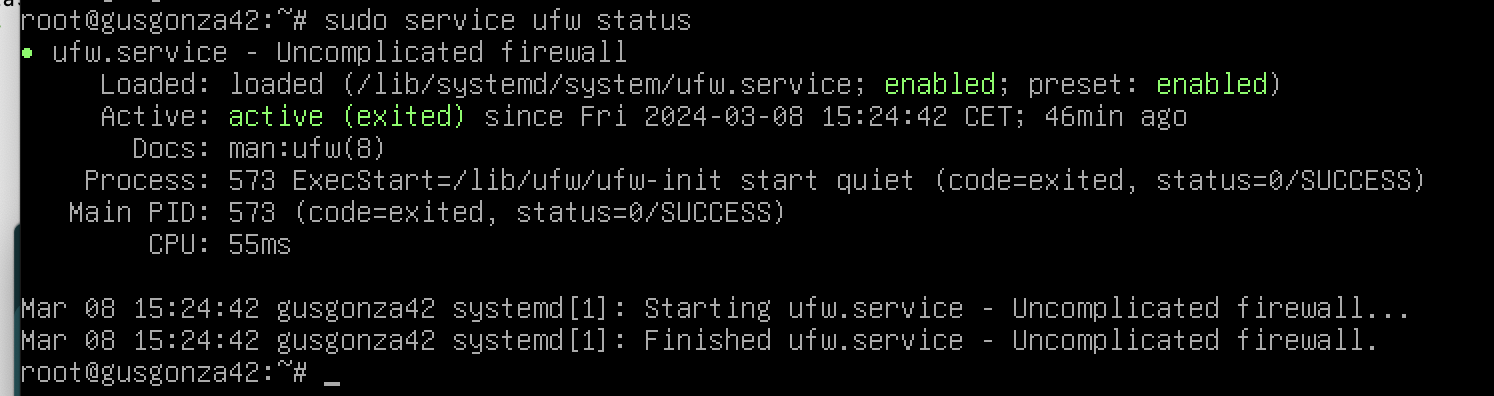 root@gusgonza42:~# sudo service ufw status
● ufw.service - Uncomplicated firewall
     Loaded: loaded (/lib/systemd/system/ufw.service; enabled; preset: enabled)
     Active: active (exited) since Fri 2024-03-08 15:24:42 CET; 46min ago
       Docs: man:ufw(8)
    Process: 573 ExecStart=/lib/ufw/ufw-init start quiet (code=exited, status=0/SUCCESS)
   Main PID: 573 (code=exited, status=0/SUCCESS)
        CPU: 55ms

Mar 08 15:24:42 gusgonza42 systemd[1]: Starting ufw.service - Uncomplicated firewall...
Mar 08 15:24:42 gusgonza42 systemd[1]: Finished ufw.service - Uncomplicated firewall.
root@gusgonza42:~# _